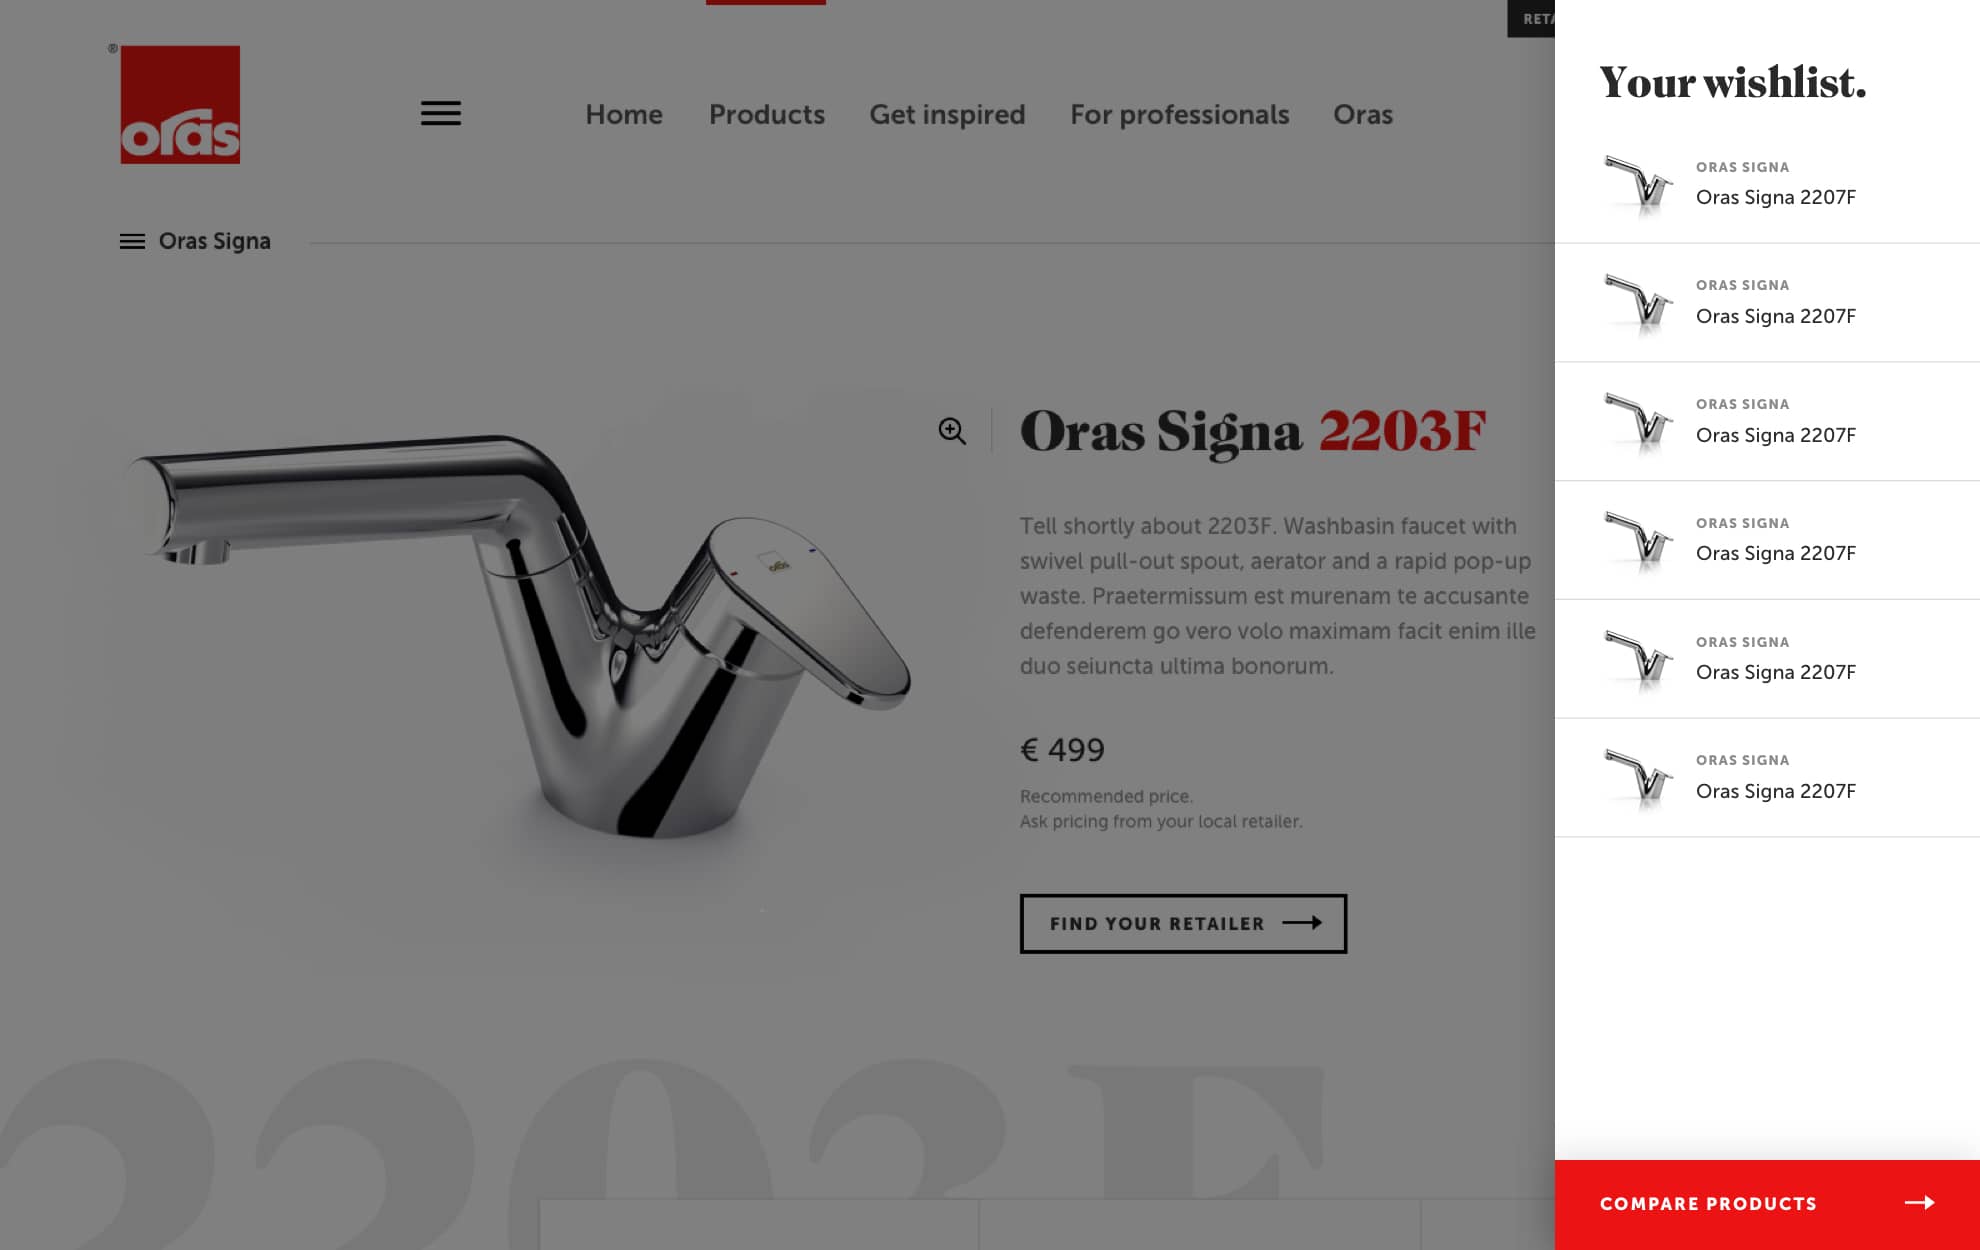 RETA
®
oras
Home
Products
Get inspired
For professionals
Oras
Oras Signa
oras
Oras Signa 2203F
Tell shortly about 2203F. Washbasin faucet with
swivel pull-out spout, aerator and a rapid pop-up
waste. Praetermissum est murenam te accusante
defenderem go vero volo maximam facit enim ille
duo seiuncta ultima bonorum.
€ 499
Recommended price.
Ask pricing from your local retailer.
FIND YOUR RETAILER
2203F
Your wishlist.
ORAS SIGNA
Oras Signa 2207F
ORAS SIGNA
Oras Signa 2207F
ORAS SIGNA
Oras Signa 2207F
ORAS SIGNA
Oras Signa 2207F
ORAS SIGNA
Oras Signa 2207F
ORAS SIGNA
Oras Signa 2207F
COMPARE PRODUCTS